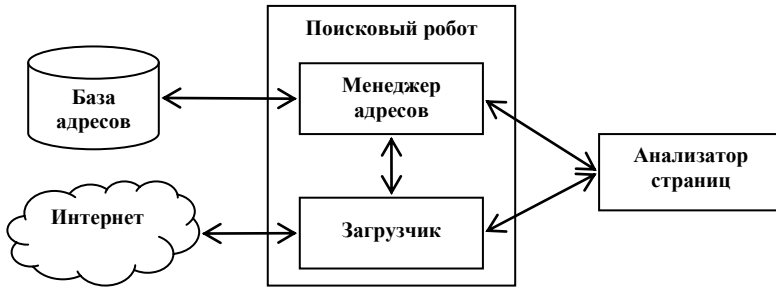 Поисковый робот
База
адресов
Менеджер
адресов
Анализатор
страниц
Интернет
Загрузчик